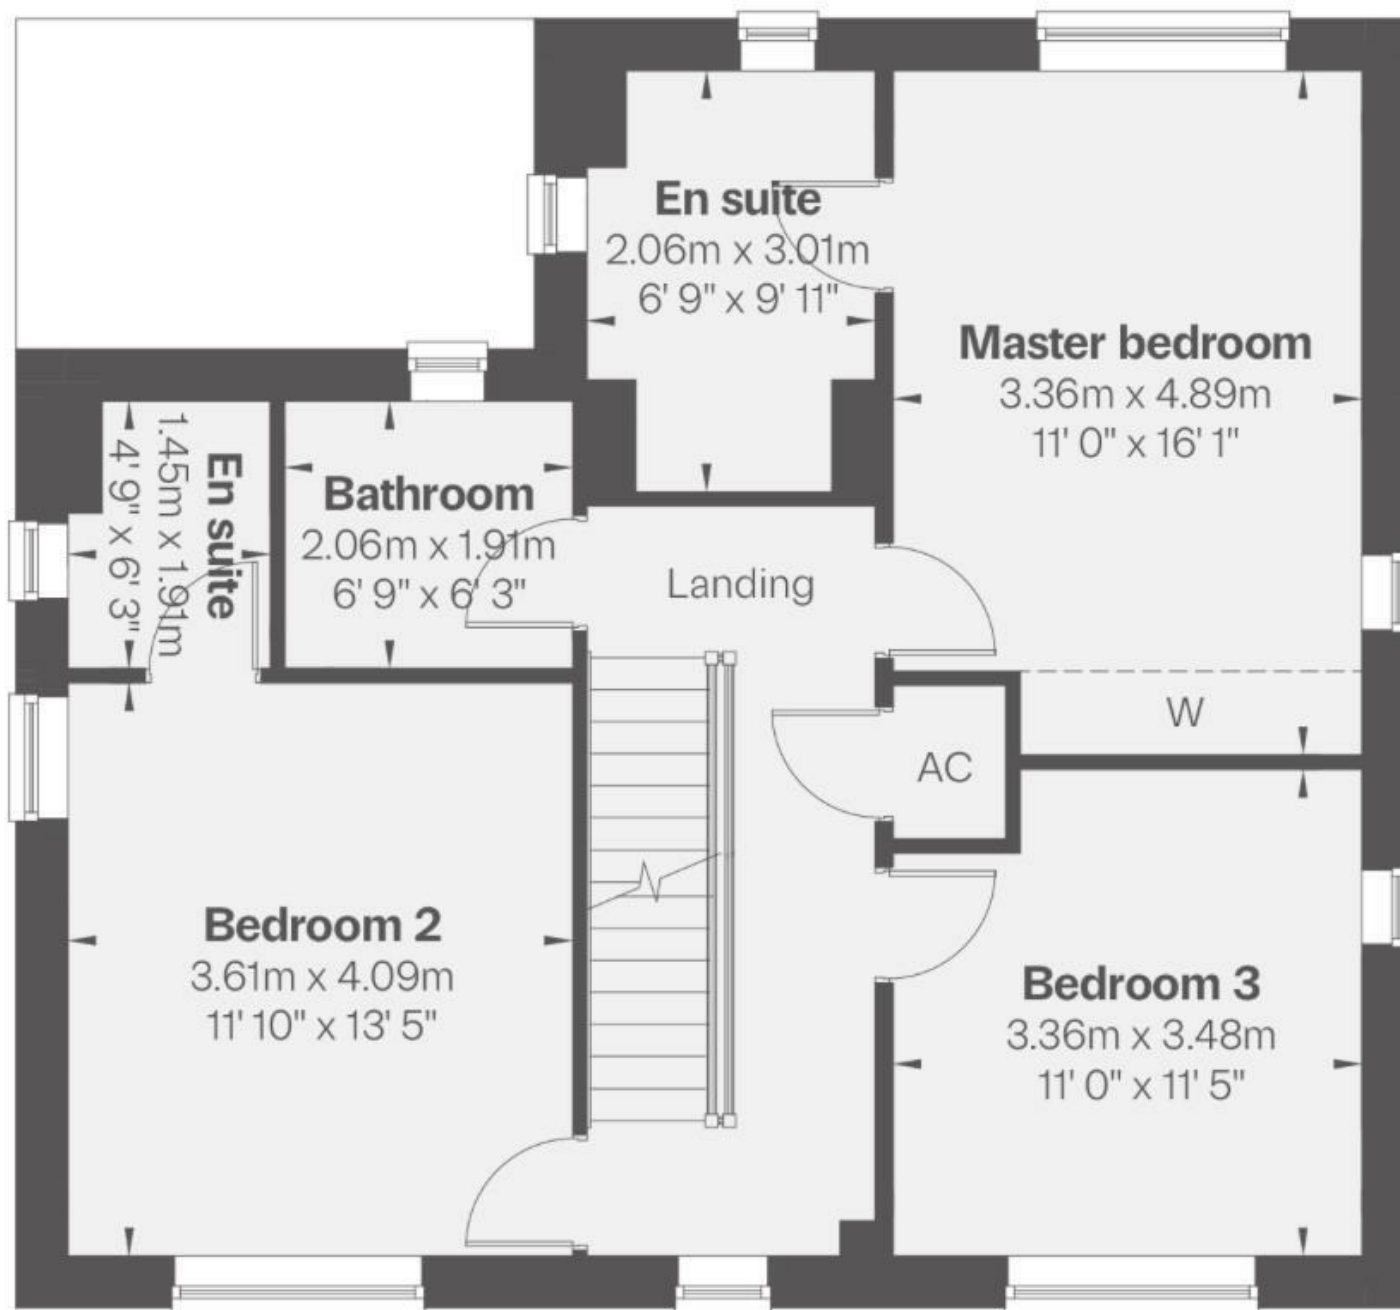 En suite
2.06m x 3.01m
6' 9" x 9' 11"
Master bedroom
3.36m x 4.89m
11' 0" x 16' 1"
En suite
1.45m x 1.91m
4' 9" x 6' 3"
Bathroom
2.06m x 1.91m
6' 9" x 6' 3"
Landing
W
AC
Bedroom 2
3.61m x 4.09m
11' 10" x 13' 5"
Bedroom 3
3.36m x 3.48m
11' 0" x 11' 5"